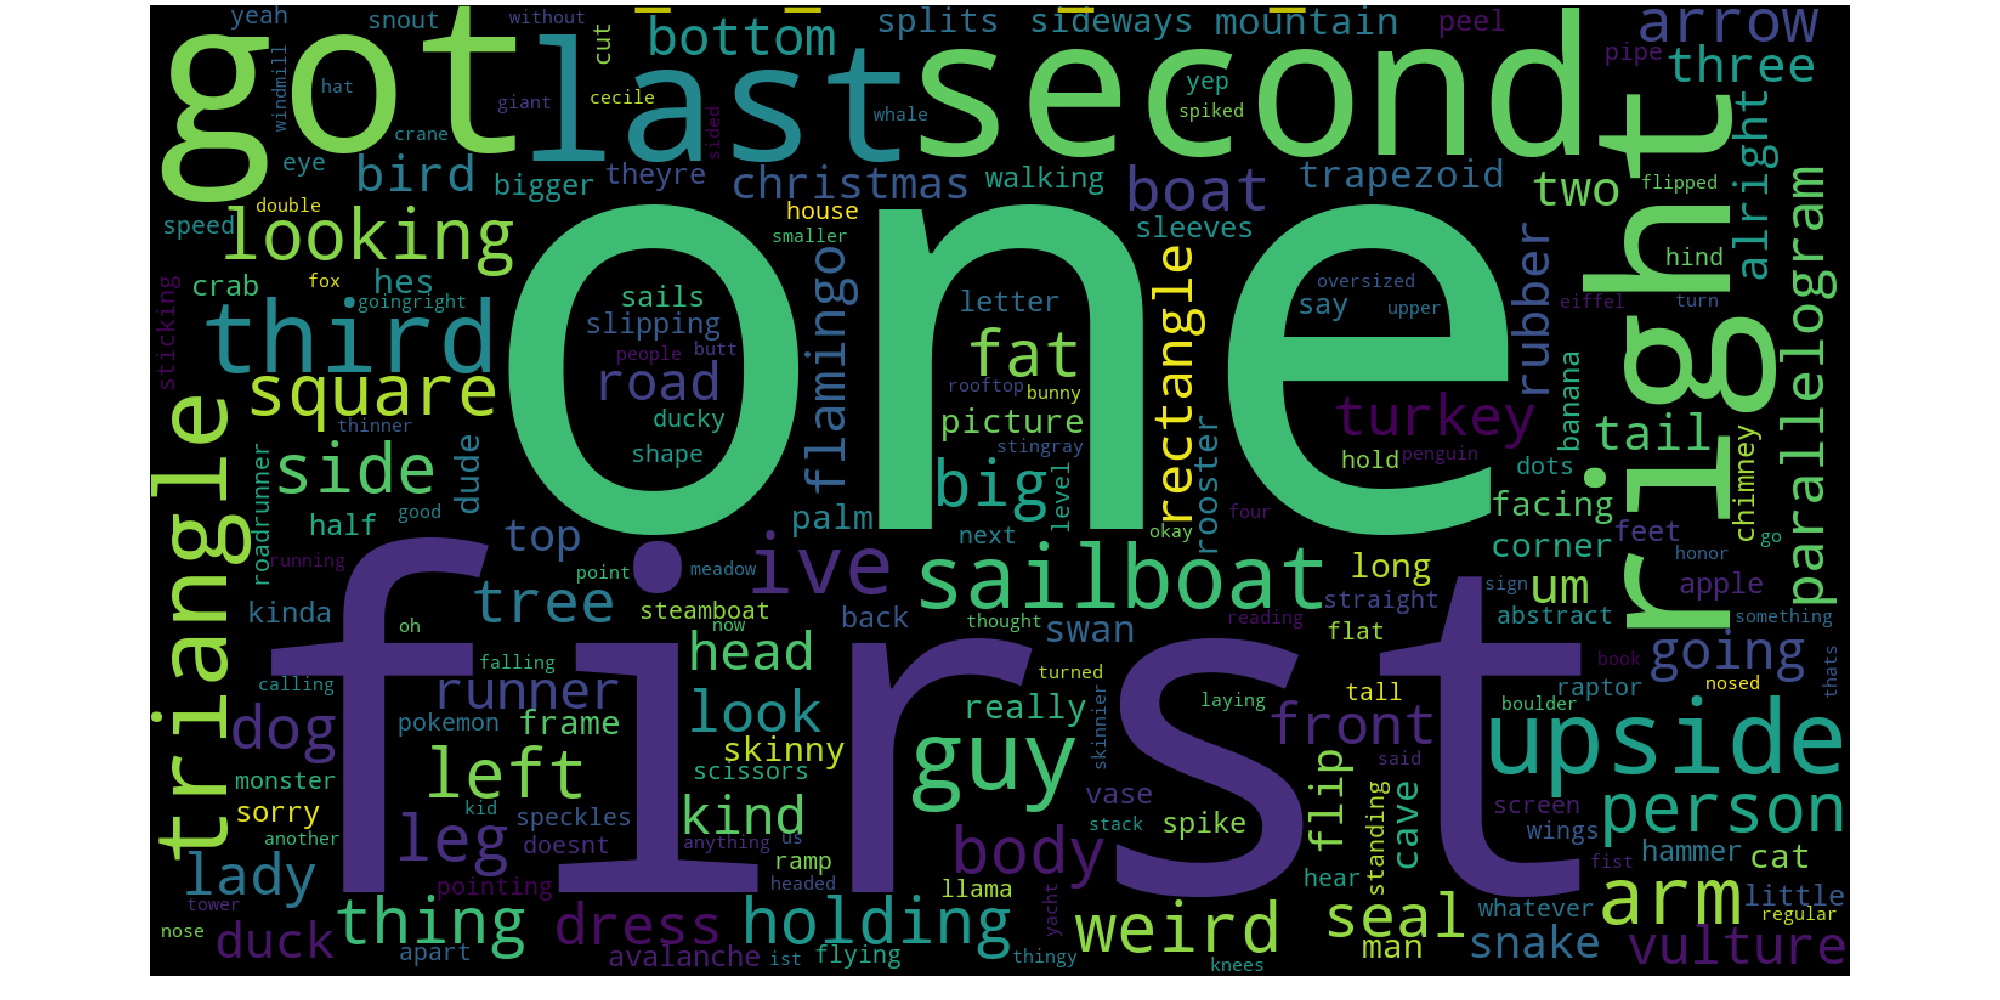 yeah
snout
without
splits
sideways
mountain
peel
arrow
got
last
second
bottom
cut
pipe
three
windmill
hat
giant
cecile
whale
yep
spiked
crane
sided
right
alright
eye
bird
bigger
theyre
christmas
walking
boat
trapezoid
two
flipped
parallelogram
speed
double
looking
house
smaller
sleeves
rubber
hind
crab
fox
hes
goingright
flamingo
one
sails
letter
rectangle
oversized
say
upper
eiffel
turn
sticking
third
slipping
people
butt
fat
road
rooftop
bunny
banana
square
thinner
ducky
picture
stingray
turkey
tail
triangle
side
dude
shape
big
level
rooster
hold
penguin
dots
chimney
roadrunner
half
good
top
palm
next
okay
four
facing
feet
go
running
point
meadow
ive
sailboat
long
corner
honor
kinda
tree
steamboat
back
straight
sign
um
apple
oh
now
thought
swan
reading
flat
abstract
something
first
falling
head
turned
book
going
thats
calling
runner
look
laying
tall
raptor
nosed
dog
pokemon
frame
really
skinnier
front
boulder
upside
left
skinny
guy
said
monster
scissors
flip
sorry
kid
speckles
kind
vase
stack
spike
standing
cave
screen
person
another
leg
doesnt
anything
us
ramp
body
wings
hammer
cat
lady
pointing
headed
llama
hear
fist
tower
thing
dress
holding
yacht
weird
seal
whatever
arm
little
regular
nose
duck
apart
avalanche
ist
flying
thingy
man
knees
snake
vulture